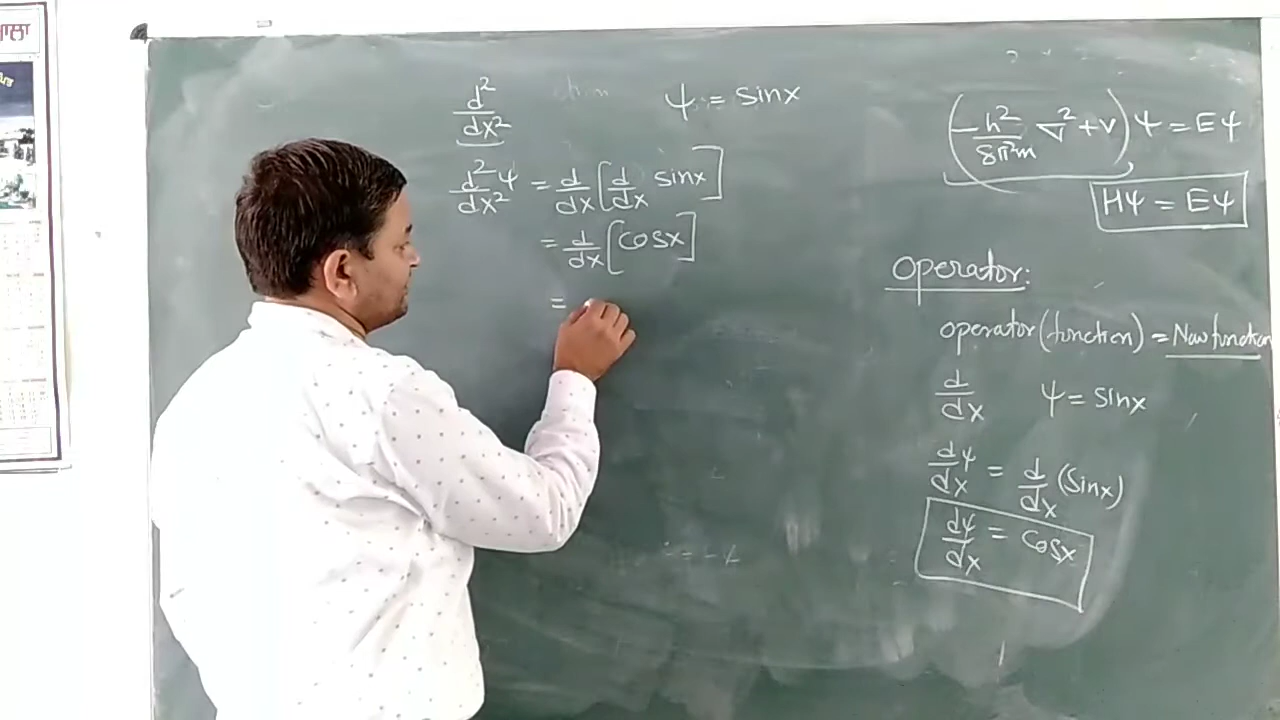 ਾਲਾ
d²/dx² ψ = sinx
d²ψ/dx² = d/dx [d/dx sinx]
= d/dx [cosx]
=
(-h²/8π²m ∇² + V) ψ = Eψ
Hψ = Eψ
Operator:
operator (function) = New function
d/dx ψ = sinx
dψ/dx = d/dx (sinx)
dψ/dx = cosx